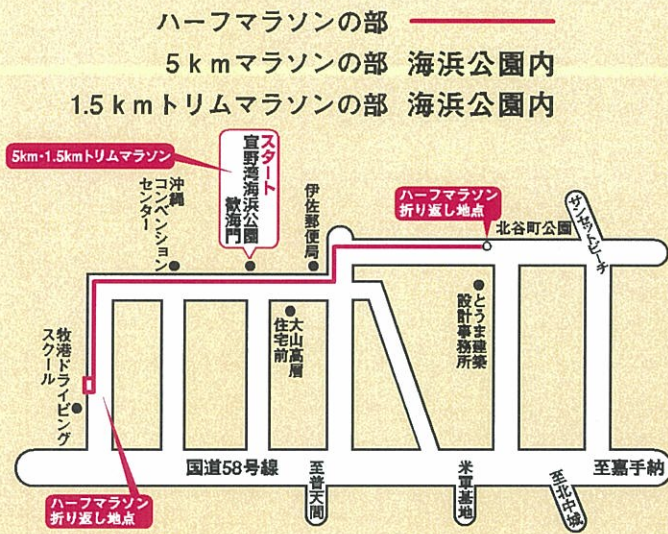 ハーフマラソンの部
5kmマラソンの部 海浜公園内
1.5kmトリムマラソンの部 海浜公園内
5km・1.5kmトリムマラソン
スタート
宜野湾海浜公園
歓海門
沖縄
コンベンション
センター
伊佐郵便局
ハーフマラソン
折り返し地点
北谷町公園
サンセットビーチ
大山高層
住宅前
とうま建築
設計事務所
牧港ドライビング
スクール
国道58号線
至普天間
米軍基地
至北中城
至嘉手納
ハーフマラソン
折り返し地点